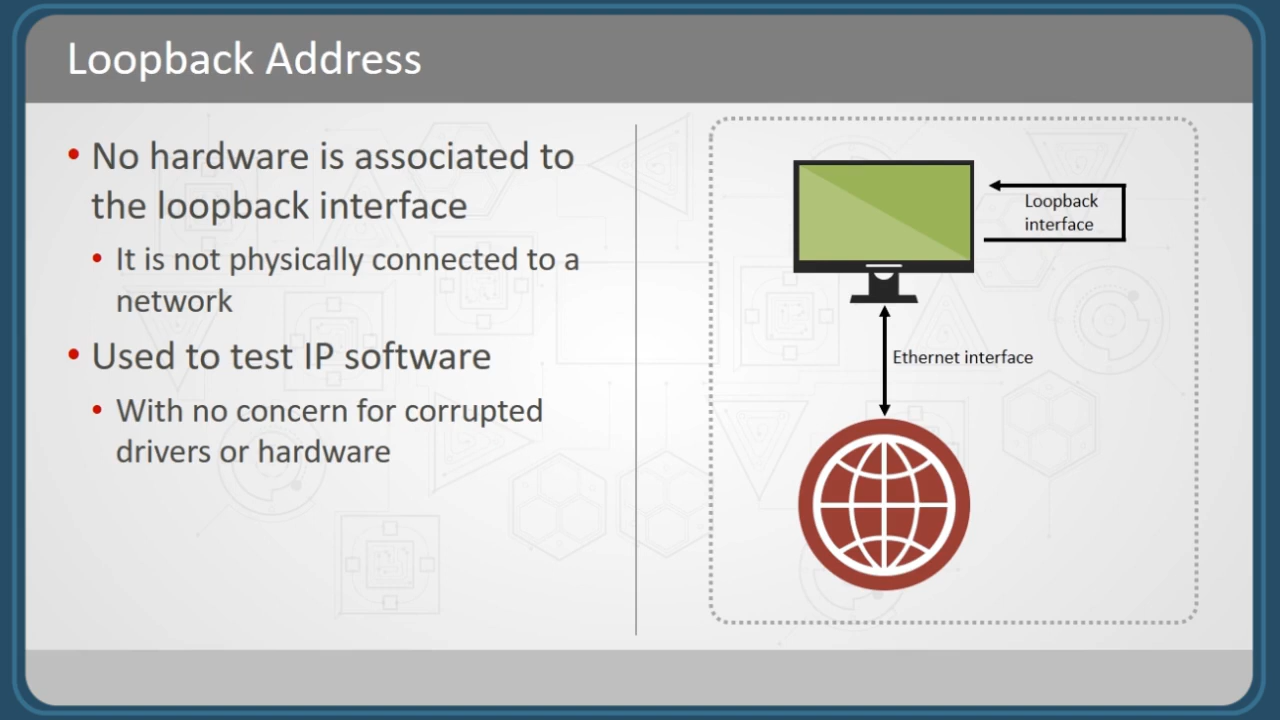 Loopback Address
• No hardware is associated to
the loopback interface
• It is not physically connected to a
network
• Used to test IP software
• With no concern for corrupted
drivers or hardware
Loopback
interface
Ethernet interface